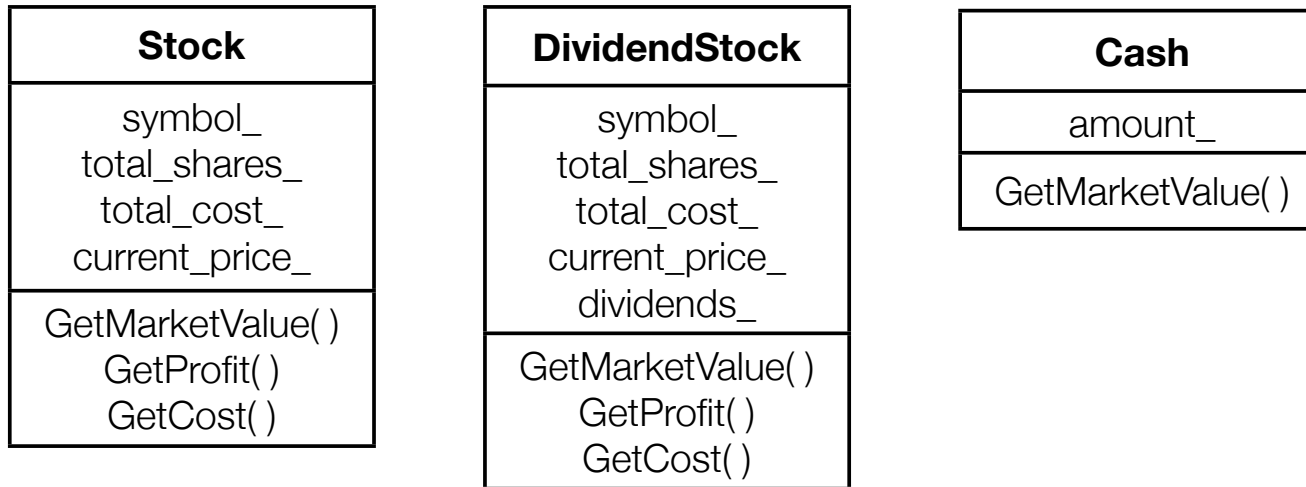 Stock
symbol_
total_shares_
total_cost_
current_price_
GetMarketValue( )
GetProfit( )
GetCost( )
DividendStock
symbol_
total_shares_
total_cost_
current_price_
dividends_
GetMarketValue( )
GetProfit( )
GetCost( )
Cash
amount_
GetMarketValue( )